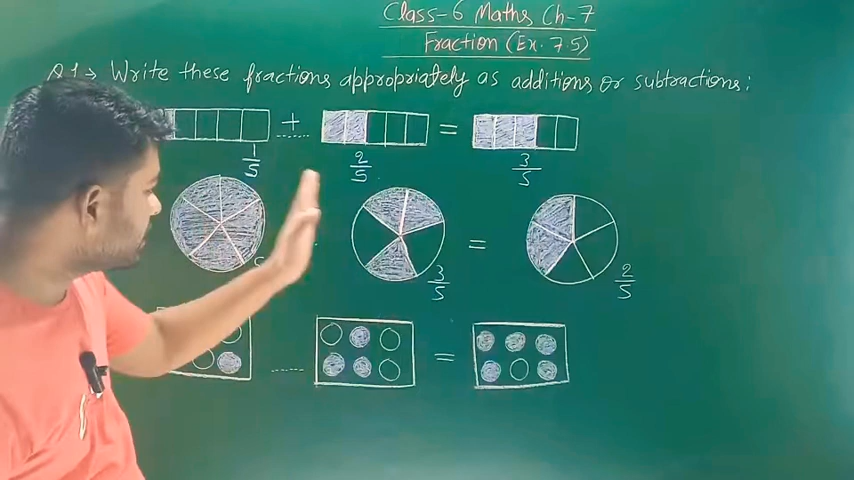 Class-6 Maths Ch-7
Fraction (Ex. 7.5)
Q1→ Write these fractions appropriately as additions or subtractions:
+ =
1/5 2/5 3/5
=
3/5 2/5
=